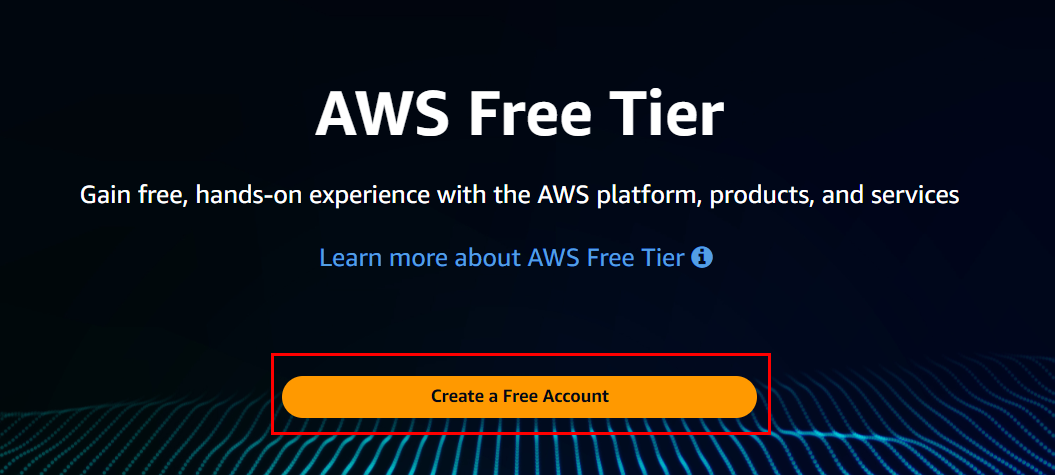 AWS Free Tier
Gain free, hands-on experience with the AWS platform, products, and services
Learn more about AWS Free Tier
Create a Free Account